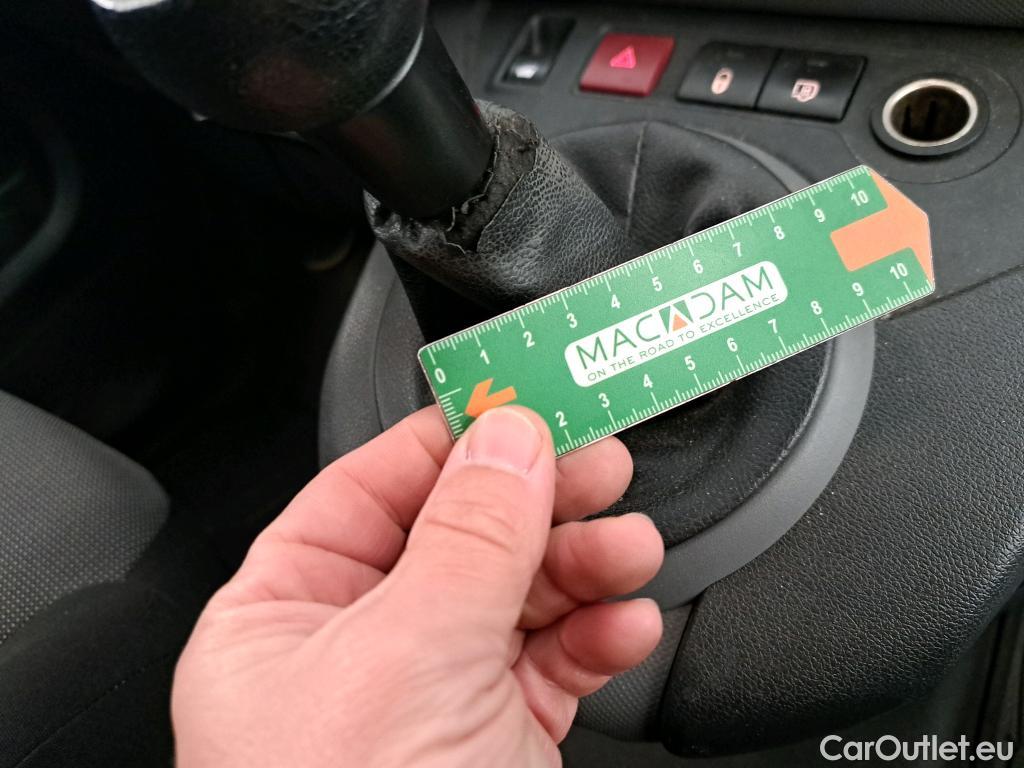 0 1 2 3 4 5 6 7 8 9 10
MACADAM
ON THE ROAD TO EXCELLENCE
2 3 4 5 6 7 8 9 10
CarOutlet.eu